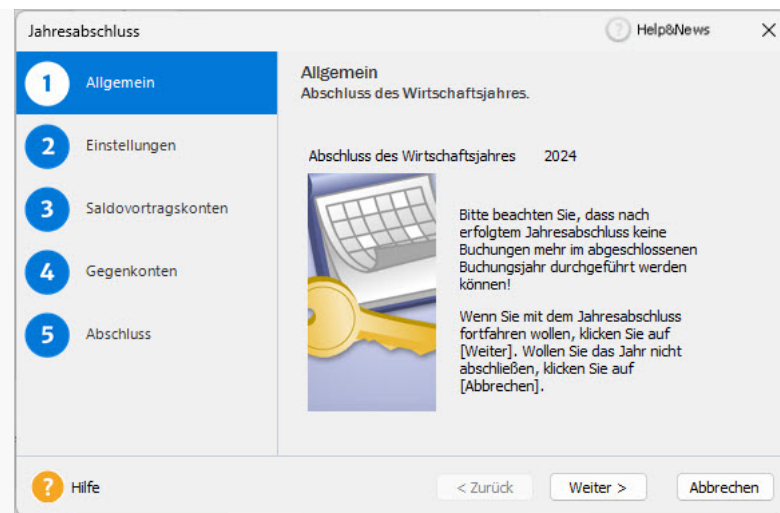 Jahresabschluss
? Help&News
1 Allgemein
2 Einstellungen
3 Saldovortragskonten
4 Gegenkonten
5 Abschluss
Allgemein
Abschluss des Wirtschaftsjahres.
Abschluss des Wirtschaftsjahres 2024
Bitte beachten Sie, dass nach
erfolgtem Jahresabschluss keine
Buchungen mehr im abgeschlossenen
Buchungsjahr durchgeführt werden
können!
Wenn Sie mit dem Jahresabschluss
fortfahren wollen, klicken Sie auf
[Weiter]. Wollen Sie das Jahr nicht
abschließen, klicken Sie auf
[Abbrechen].
? Hilfe
< Zurück Weiter > Abbrechen